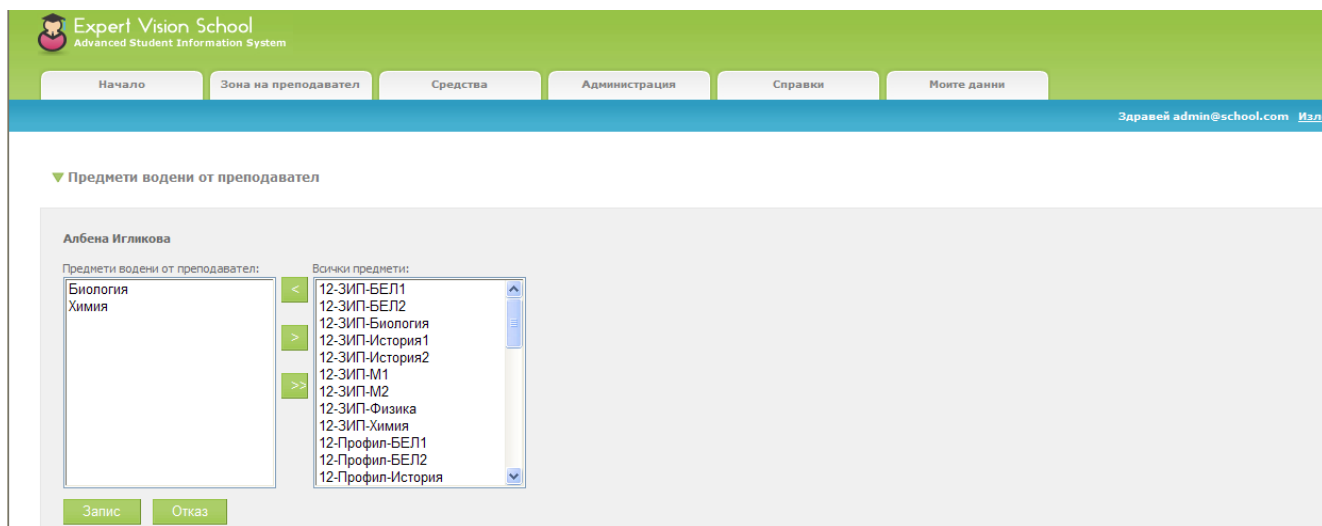 Expert Vision School
Advanced Student Information System
Начало
Зона на преподавател
Средства
Администрация
Справки
Моите данни
Здравей admin@school.com
Предмети водени от преподавател
Албена Игликова
Предмети водени от преподавател:
Всички предмети:
Биология
Химия
<
>
>>
12-ЗИП-БЕЛ1
12-ЗИП-БЕЛ2
12-ЗИП-Биология
12-ЗИП-История1
12-ЗИП-История2
12-ЗИП-М1
12-ЗИП-М2
12-ЗИП-Физика
12-ЗИП-Химия
12-Профил-БЕЛ1
12-Профил-БЕЛ2
12-Профил-История
Запис
Отказ